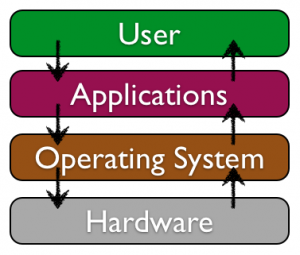 User
Applications
Operating System
Hardware